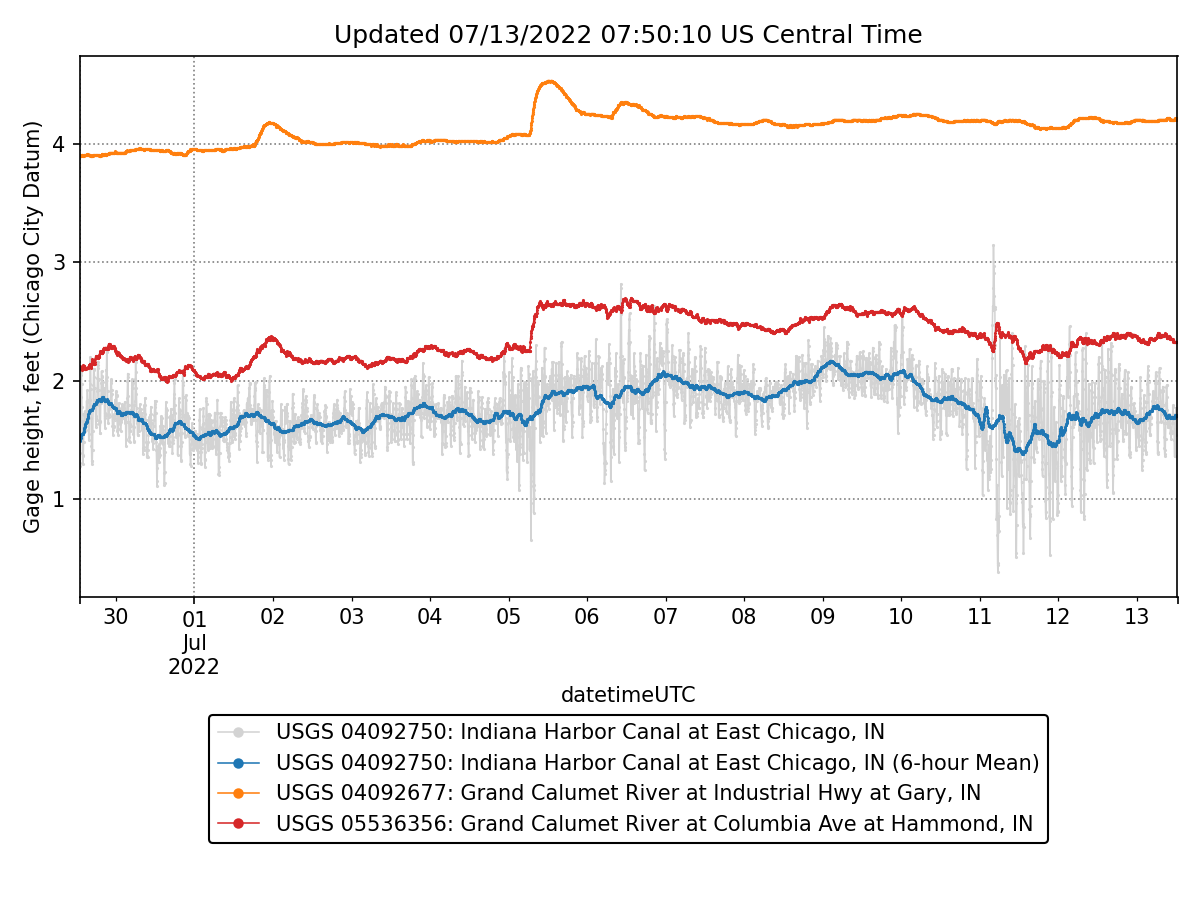 Updated 07/13/2022 07:50:10 US Central Time
Gage height, feet (Chicago City Datum)
4
3
2
1
30 01 02 03 04 05 06 07 08 09 10 11 12 13
Jul
2022
datetimeUTC
USGS 04092750: Indiana Harbor Canal at East Chicago, IN
USGS 04092750: Indiana Harbor Canal at East Chicago, IN (6-hour Mean)
USGS 04092677: Grand Calumet River at Industrial Hwy at Gary, IN
USGS 05536356: Grand Calumet River at Columbia Ave at Hammond, IN